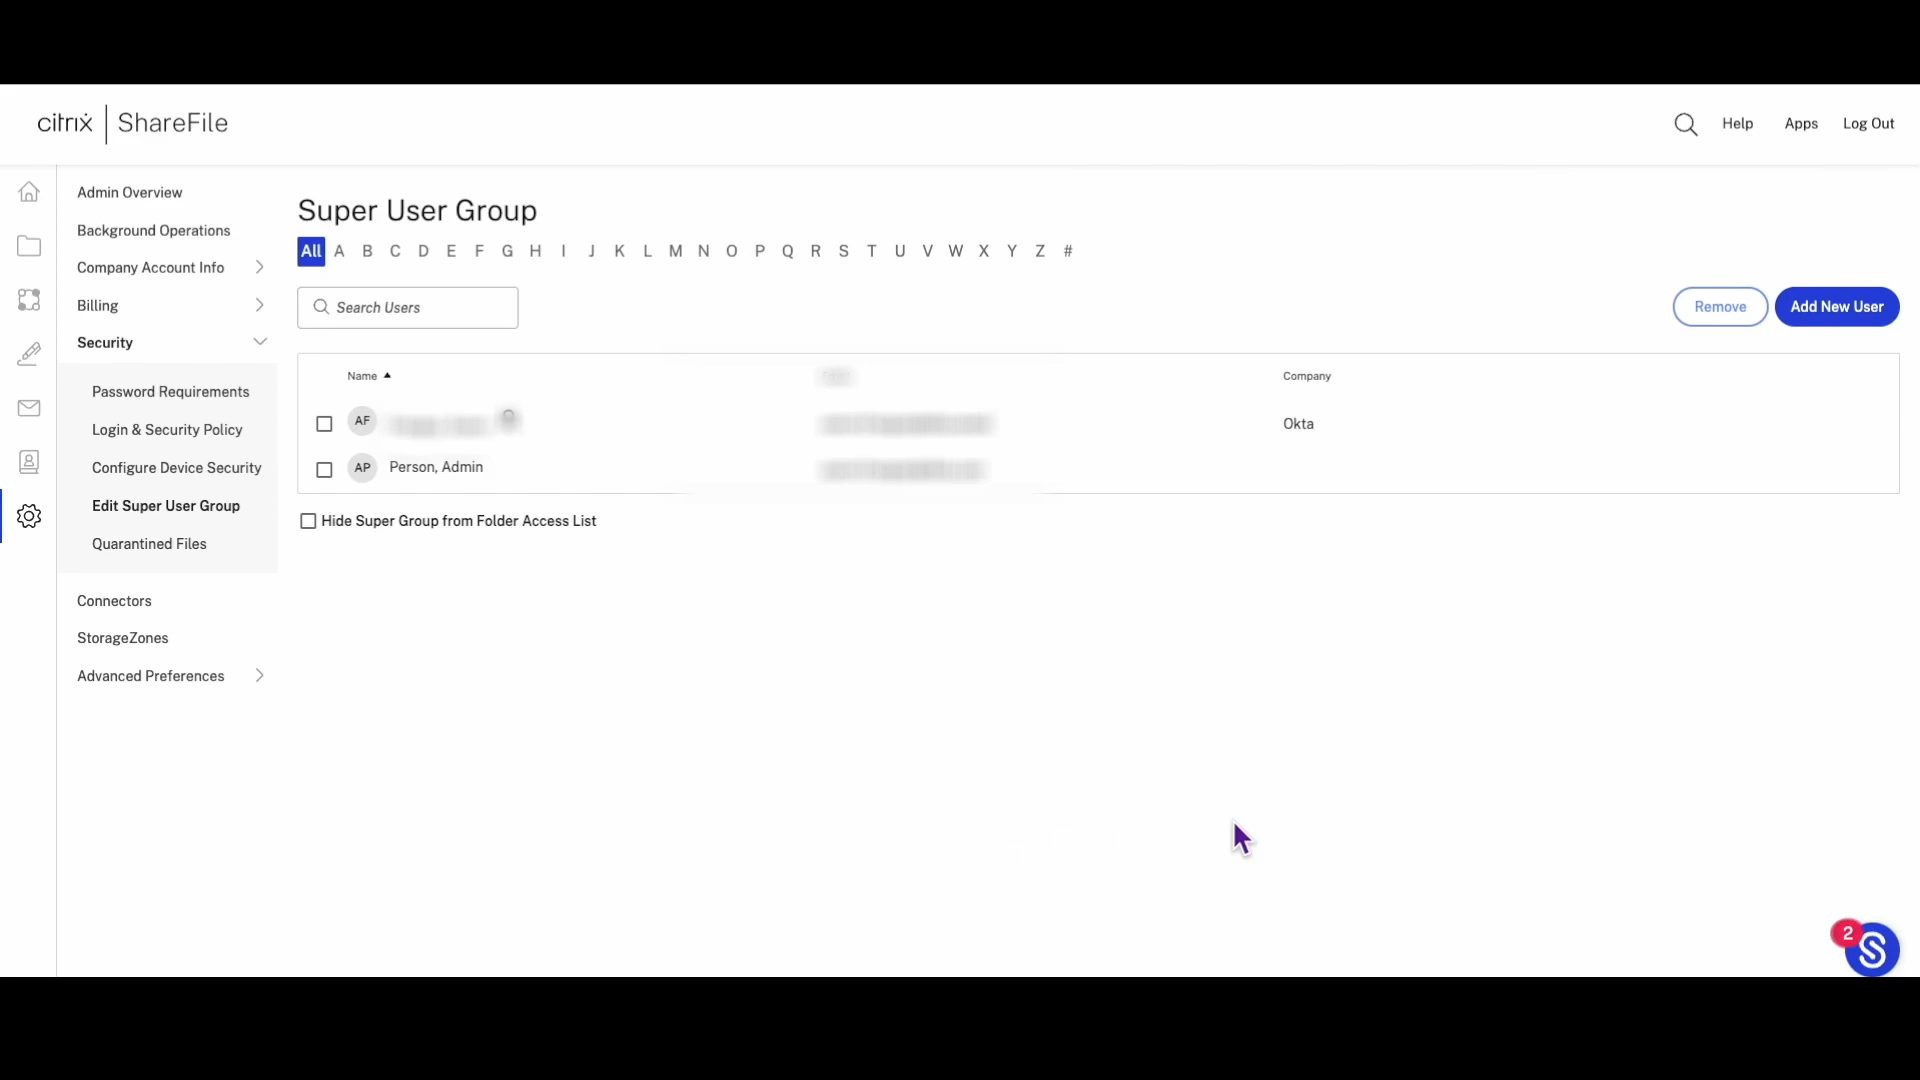 citrix | ShareFile
Help
Apps
Log Out
Admin Overview
Background Operations
Company Account Info
Billing
Security
Password Requirements
Login & Security Policy
Configure Device Security
Edit Super User Group
Quarantined Files
Connectors
StorageZones
Advanced Preferences
Super User Group
All A B C D E F G H I J K L M N O P Q R S T U V W X Y Z #
Search Users
Remove
Add New User
Name
Company
AF
Okta
AP Person, Admin
Hide Super Group from Folder Access List
2